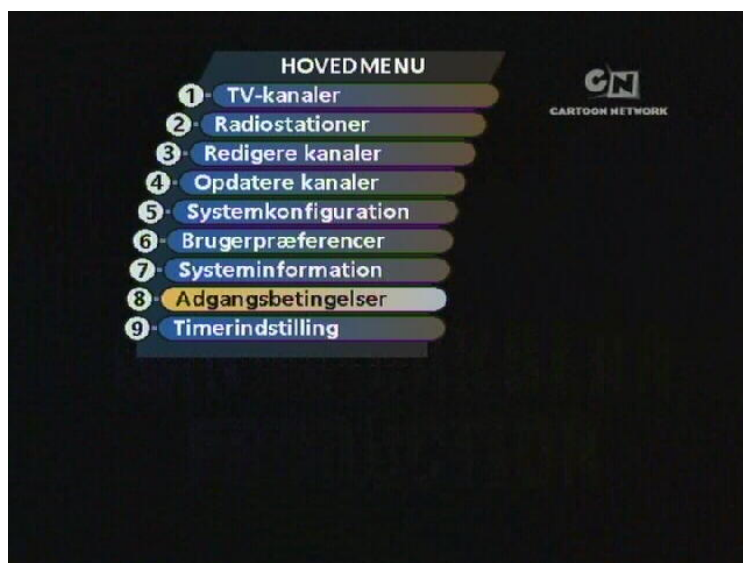 HOVEDMENU
1 TV-kanaler
2 Radiostationer
3 Redigere kanaler
4 Opdatere kanaler
5 Systemkonfiguration
6 Brugerpræferencer
7 Systeminformation
8 Adgangsbetingelser
9 Timerindstilling
CN
CARTOON NETWORK